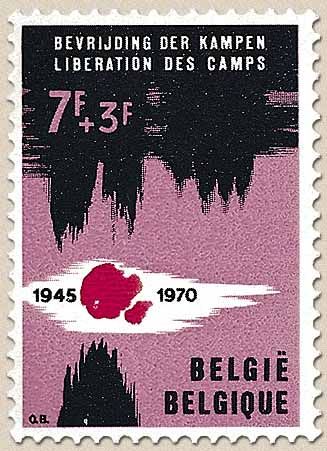 BEVRIJDING DER KAMPEN
LIBERATION DES CAMPS
7F+3F
1945 1970
BELGIË
BELGIQUE
O.B.